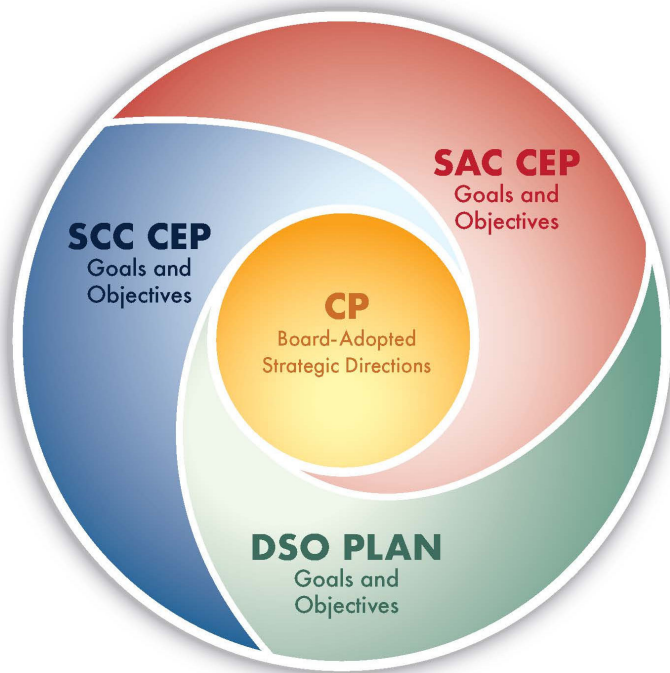 SAC CEP
Goals and
Objectives
SCC CEP
Goals and
Objectives
CP
Board-Adopted
Strategic Directions
DSO PLAN
Goals and
Objectives